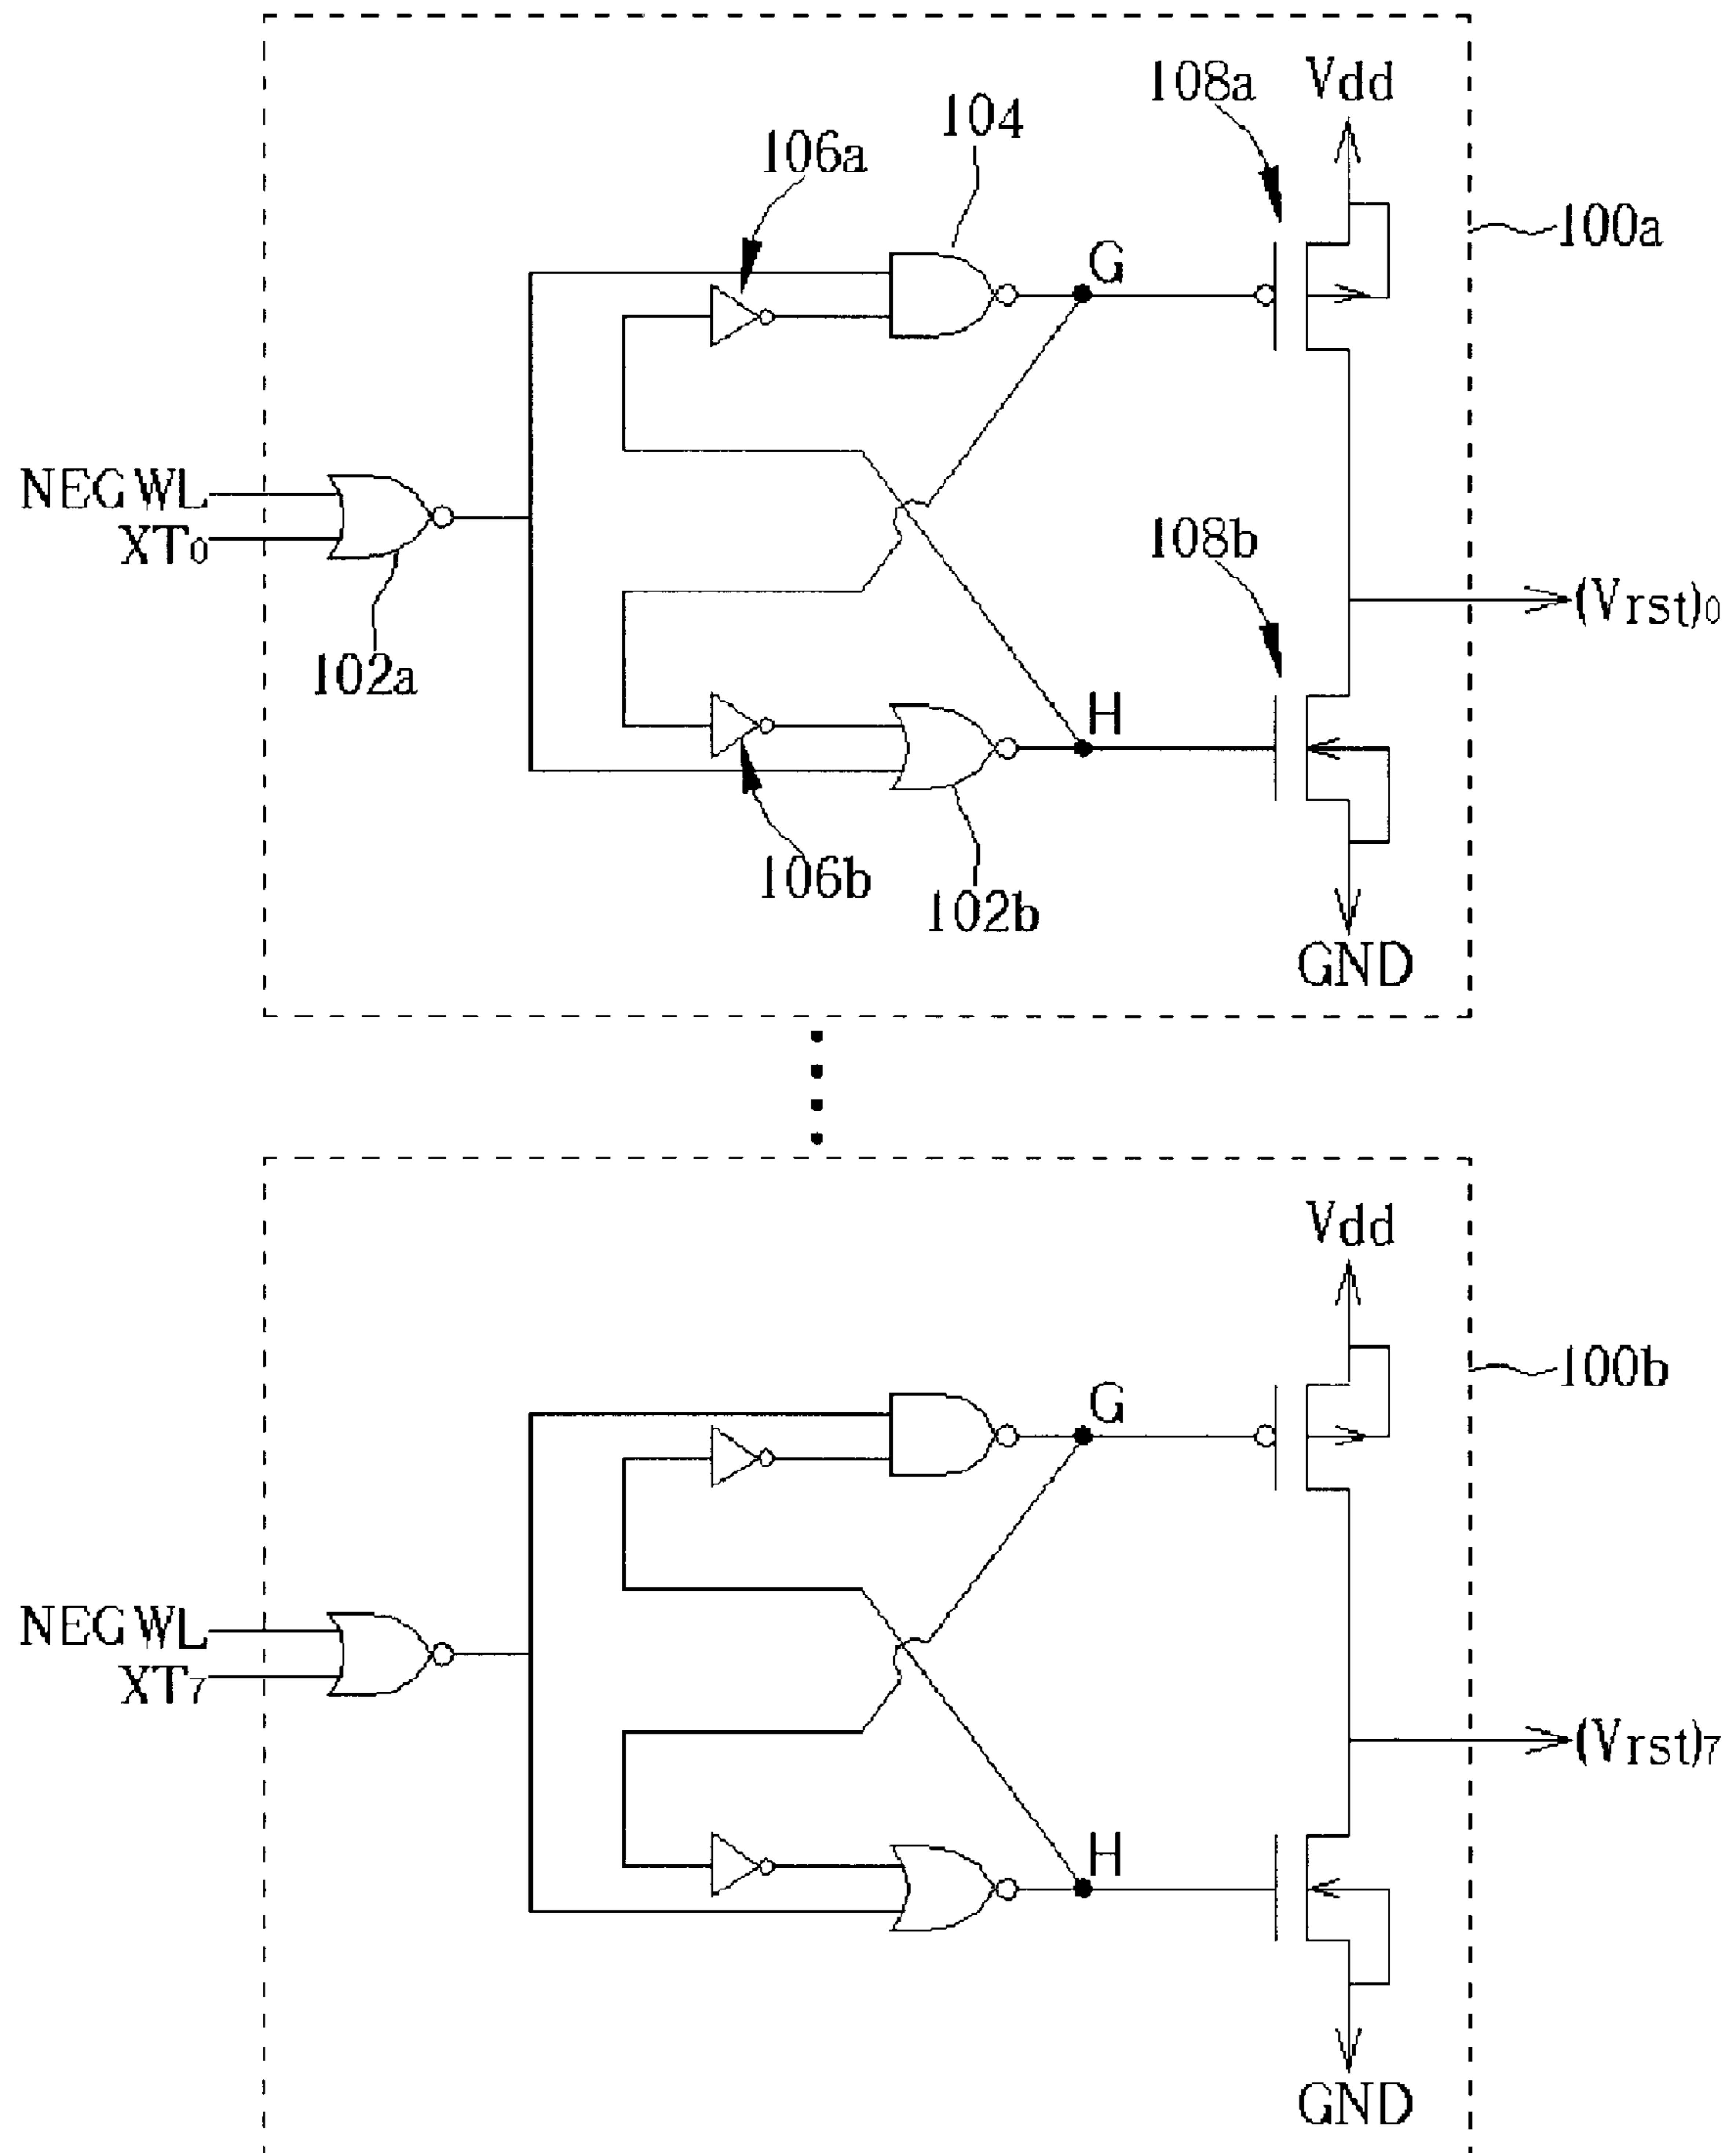 108a
Vdd
104
106a
100a
G
NEGWL
XT0
108b
(Vrst)0
102a
H
106b
102b
GND
Vdd
100b
G
NEGWL
XT7
(Vrst)7
H
GND